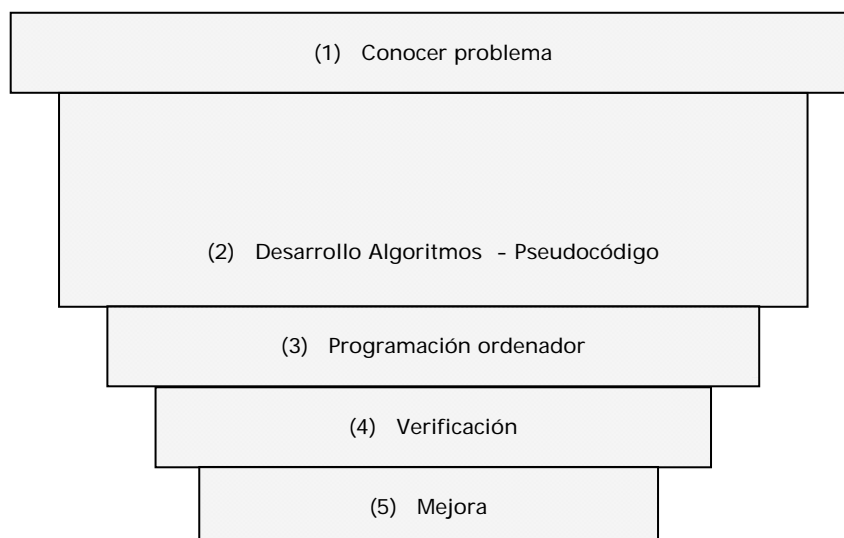 (1) Conocer problema
(2) Desarrollo Algoritmos - Pseudocódigo
(3) Programación ordenador
(4) Verificación
(5) Mejora